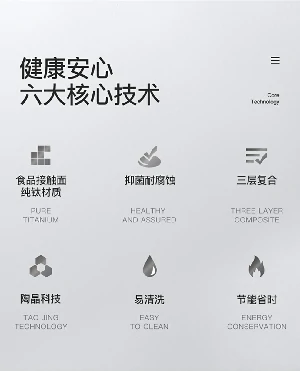 健康安心
六大核心技术
Core
Technology
食品接触面
纯钛材质
PURE
TITANIUM
抑菌耐腐蚀
HEALTHY
AND ASSURED
三层复合
THREE LAYER
COMPOSITE
陶晶科技
TAO JING
TECHNOLOGY
易清洗
EASY
TO CLEAN
节能省时
ENERGY
CONSERVATION